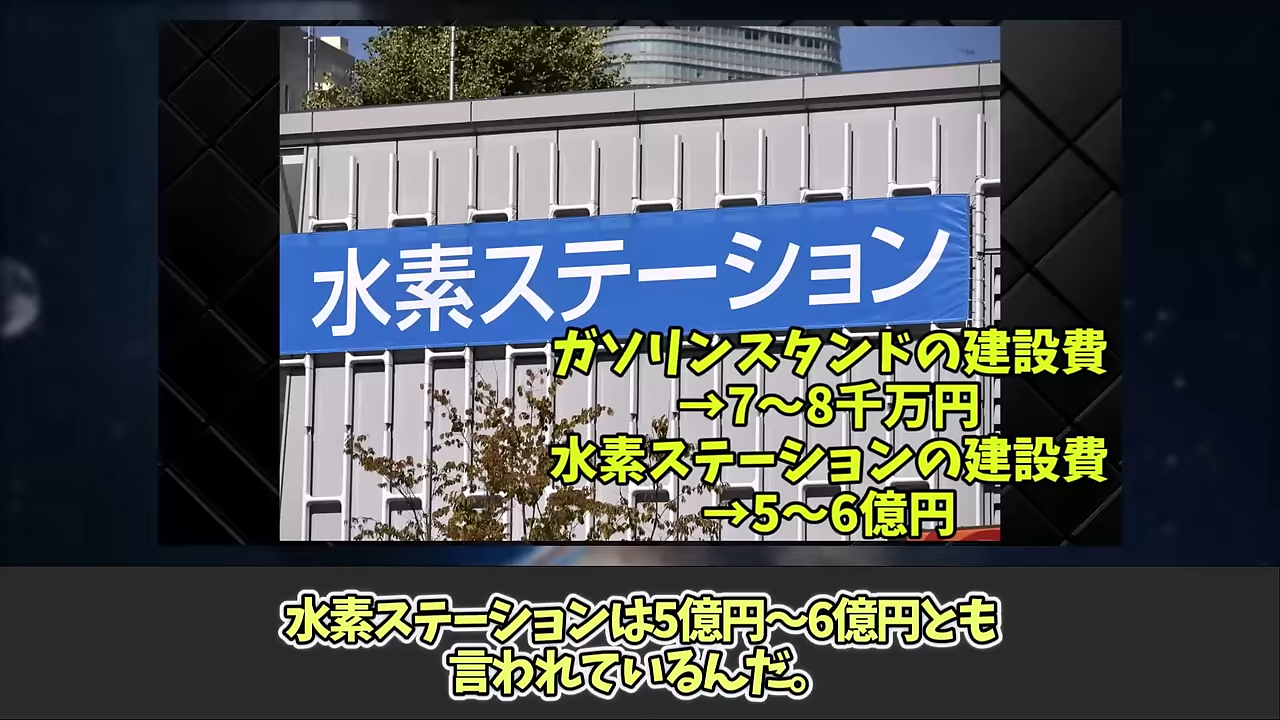 水素ステーション
ガソリンスタンドの建設費
→7～8千万円
水素ステーションの建設費
→5～6億円
水素ステーションは5億円～6億円とも
言われているんだ。